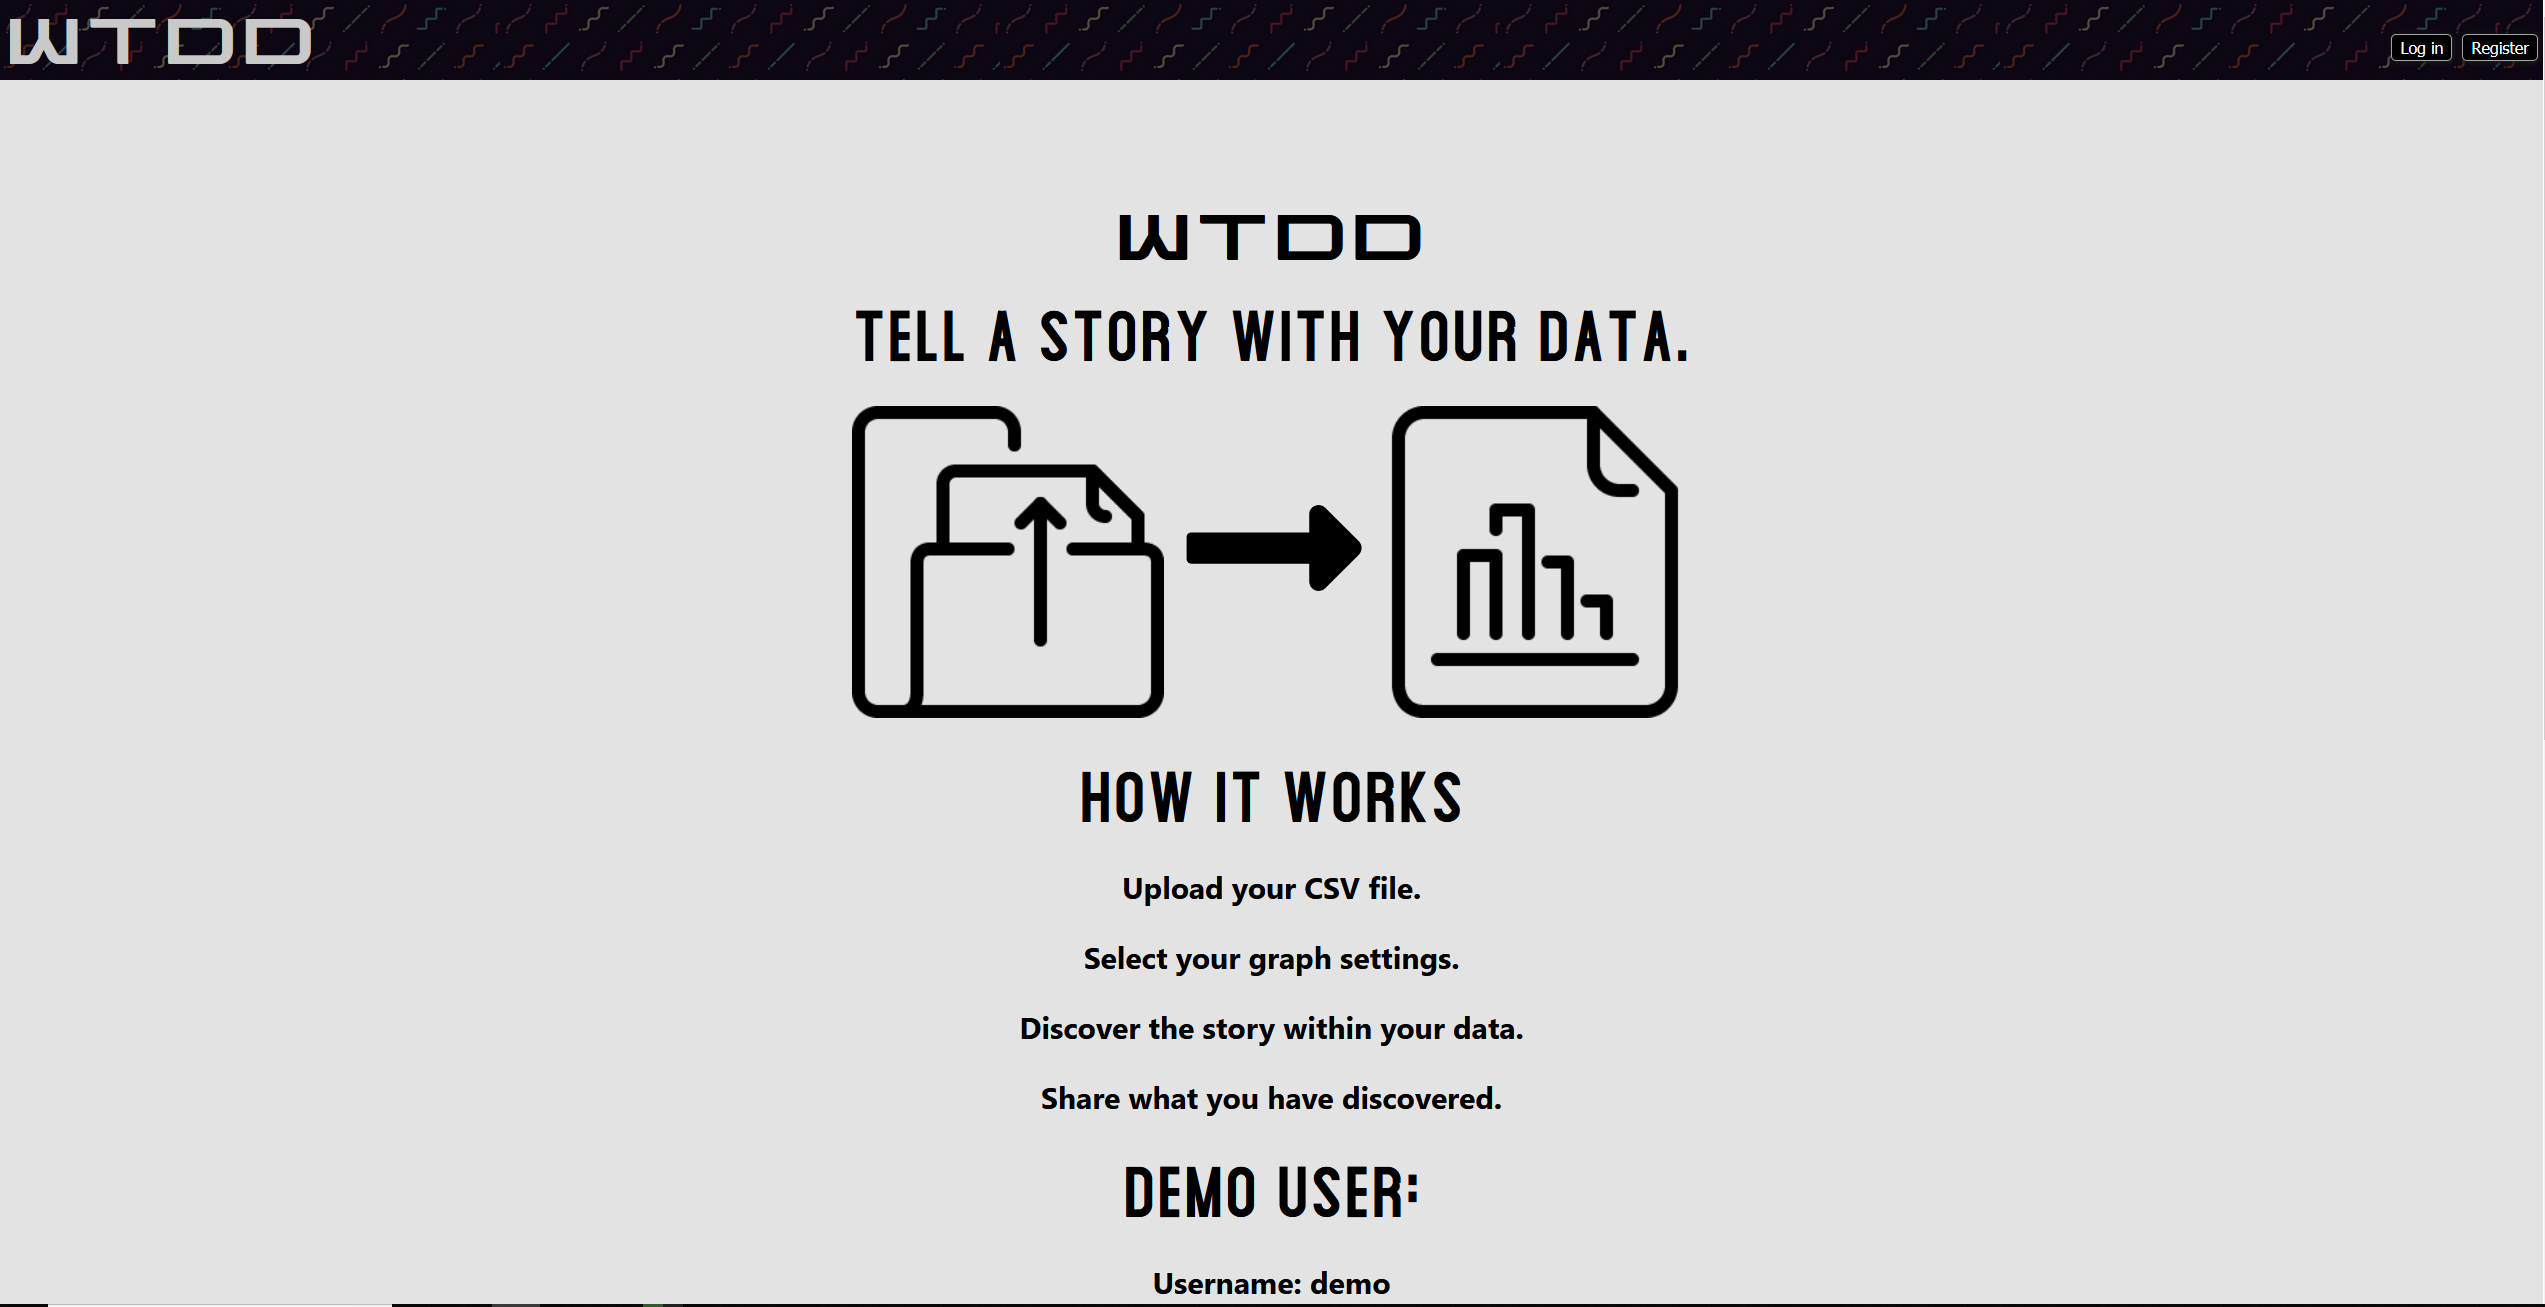 WTDD
Log in
Register
WTDD
TELL A STORY WITH YOUR DATA.
HOW IT WORKS
Upload your CSV file.
Select your graph settings.
Discover the story within your data.
Share what you have discovered.
DEMO USER:
Username: demo